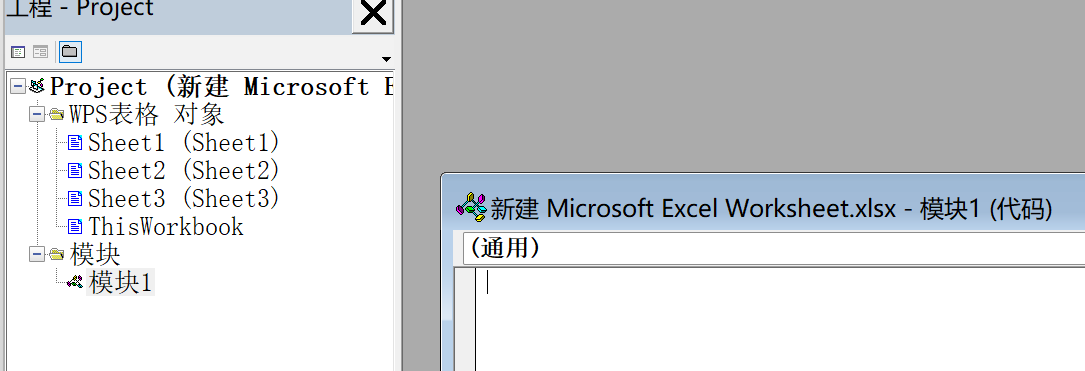 工程 - Project
Project (新建 Microsoft E
WPS表格 对象
Sheet1 (Sheet1)
Sheet2 (Sheet2)
Sheet3 (Sheet3)
ThisWorkbook
模块
模块1
新建 Microsoft Excel Worksheet.xlsx - 模块1 (代码)
(通用)